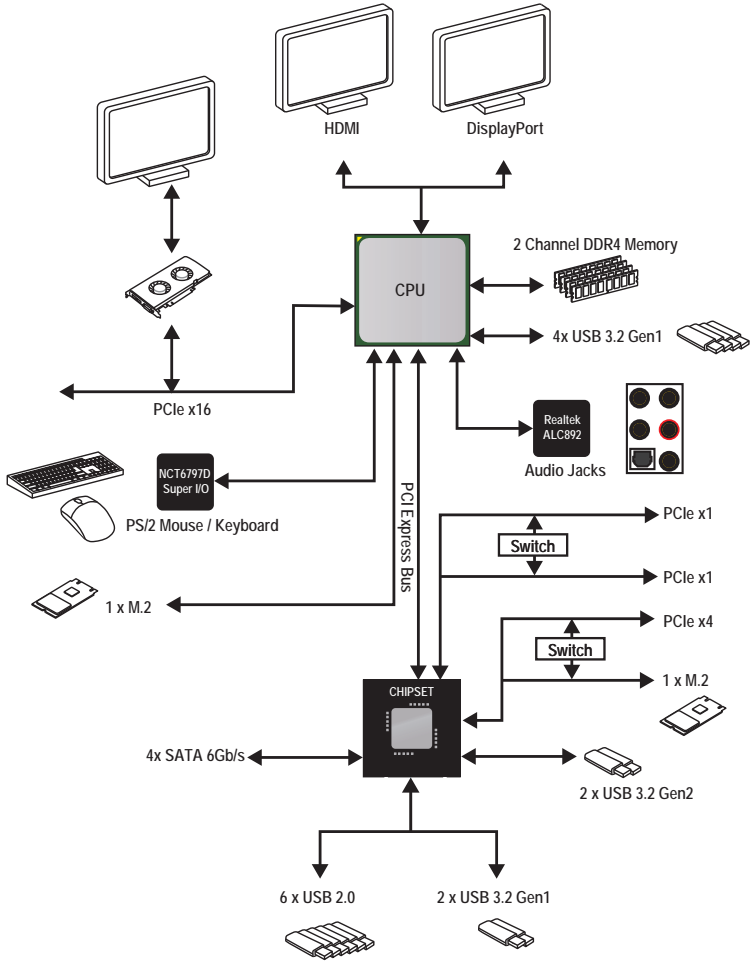 HDMI
DisplayPort
2 Channel DDR4 Memory
CPU
4x USB 3.2 Gen1
PCIe x16
Realtek
ALC892
Audio Jacks
NCT6797D
Super I/O
PS/2 Mouse / Keyboard
PCI Express Bus
PCIe x1
Switch
PCIe x1
1 x M.2
PCIe x4
Switch
1 x M.2
CHIPSET
4x SATA 6Gb/s
2 x USB 3.2 Gen2
6 x USB 2.0
2 x USB 3.2 Gen1